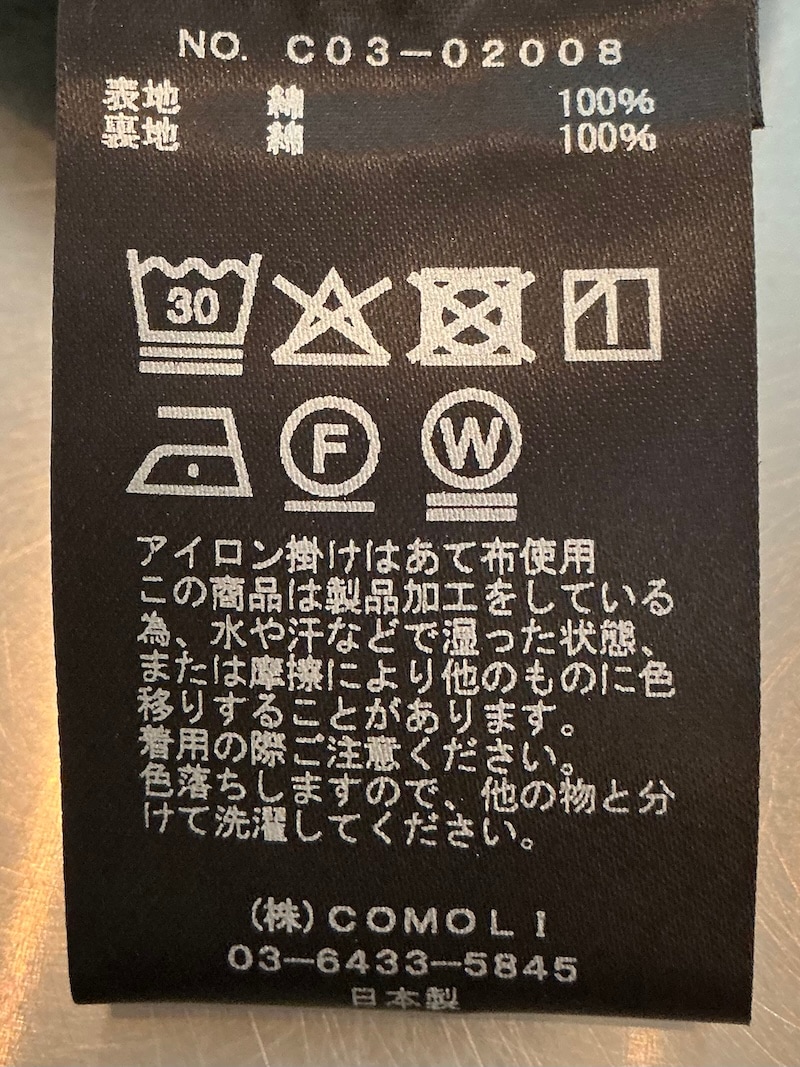 NO. C03-02008
表地 綿 100%
裏地 綿 100%
30
F W
アイロン掛けはあて布使用
この商品は製品加工をしている
為、水や汗などで湿った状態、
または摩擦により他のものに色
移りすることがあります。
着用の際ご注意ください。
色落ちしますので、他の物と分
けて洗濯してください。
(株)COMOLI
03-6433-5845
日本製